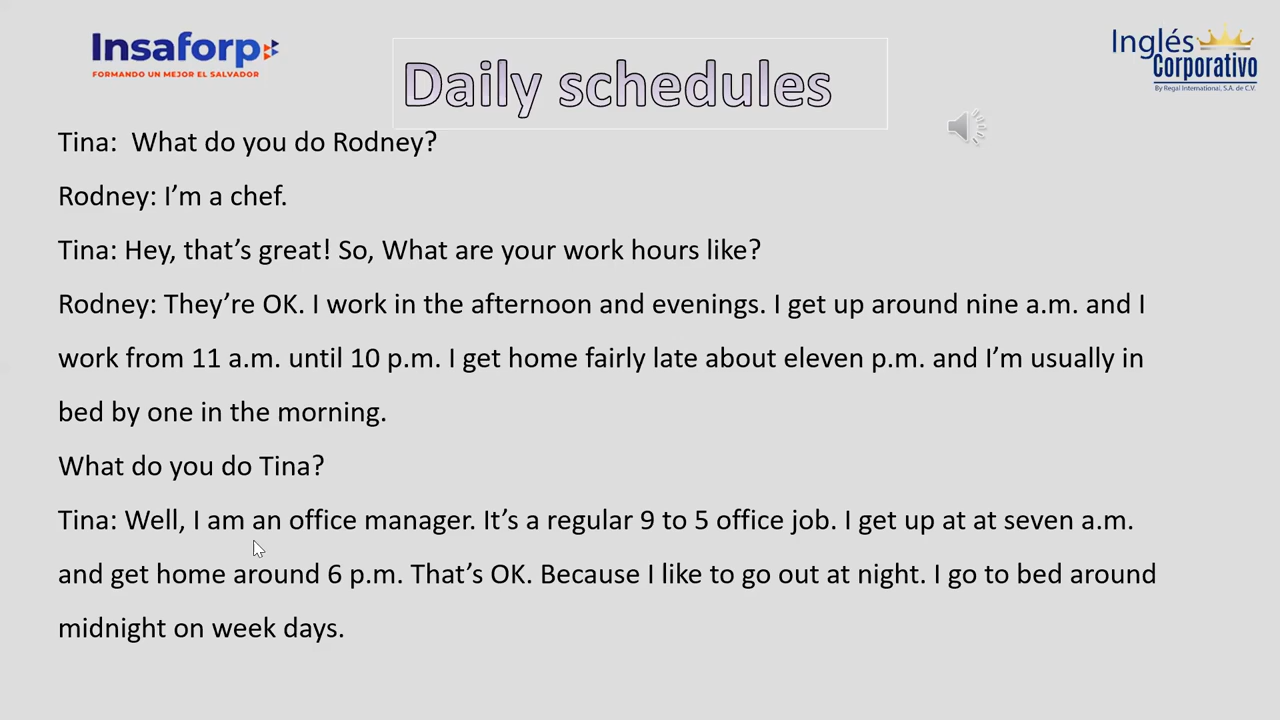 Insaforp
FORMANDO UN MEJOR EL SALVADOR
Daily schedules
Inglés
Corporativo
By Regal International, S.A. de C.V.
Tina:  What do you do Rodney?
Rodney: I’m a chef.
Tina: Hey, that’s great! So, What are your work hours like?
Rodney: They’re OK. I work in the afternoon and evenings. I get up around nine a.m. and I
work from 11 a.m. until 10 p.m. I get home fairly late about eleven p.m. and I’m usually in
bed by one in the morning.
What do you do Tina?
Tina: Well, I am an office manager. It’s a regular 9 to 5 office job. I get up at at seven a.m.
and get home around 6 p.m. That’s OK. Because I like to go out at night. I go to bed around
midnight on week days.